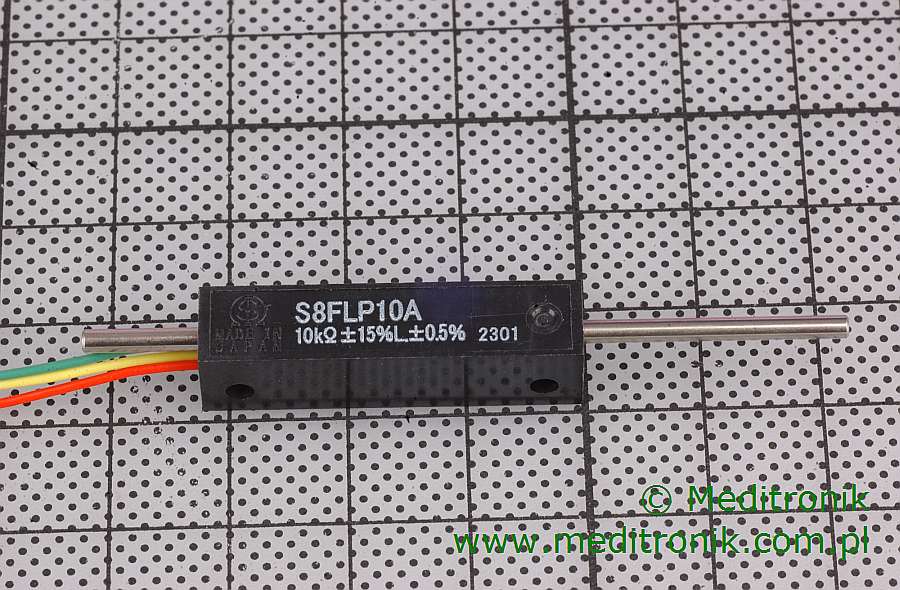 S8FLP10A
10kΩ ±15% L.±0.5% 2301
MADE IN
JAPAN
© Meditronik
www.meditronik.com.pl